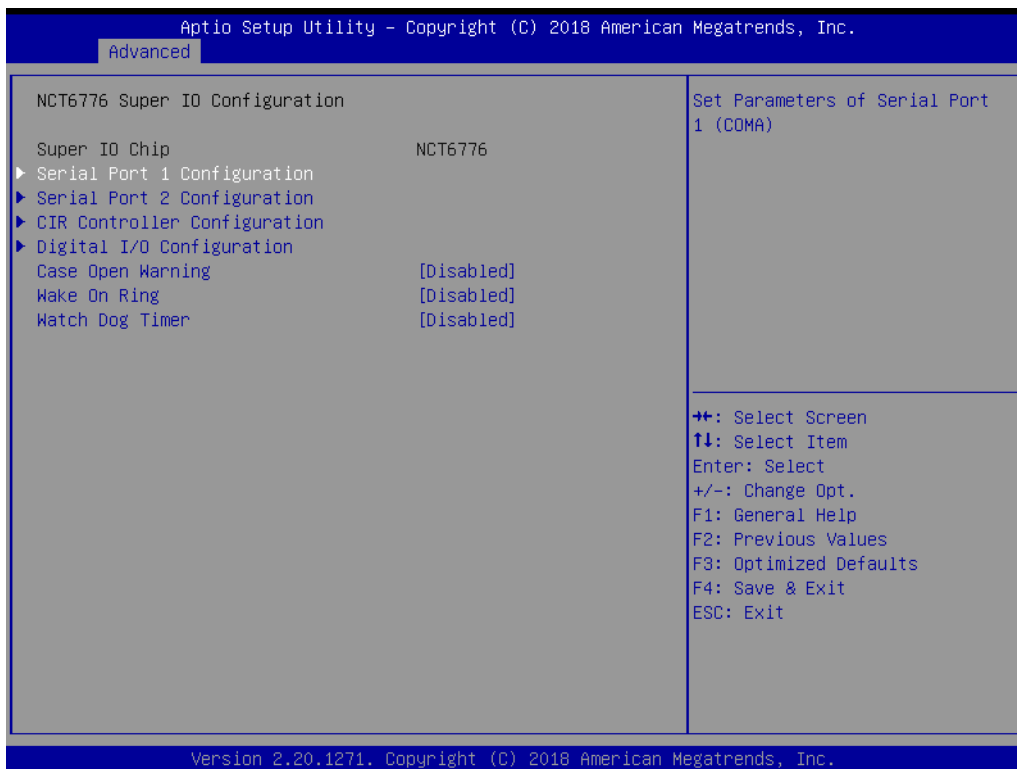 Aptio Setup Utility – Copyright (C) 2018 American Megatrends, Inc.
Advanced
NCT6776 Super IO Configuration
Super IO Chip NCT6776
▶ Serial Port 1 Configuration
▶ Serial Port 2 Configuration
▶ CIR Controller Configuration
▶ Digital I/O Configuration
Case Open Warning [Disabled]
Wake On Ring [Disabled]
Watch Dog Timer [Disabled]
Set Parameters of Serial Port
1 (COMA)
→←: Select Screen
↑↓: Select Item
Enter: Select
+/-: Change Opt.
F1: General Help
F2: Previous Values
F3: Optimized Defaults
F4: Save & Exit
ESC: Exit
Version 2.20.1271. Copyright (C) 2018 American Megatrends, Inc.